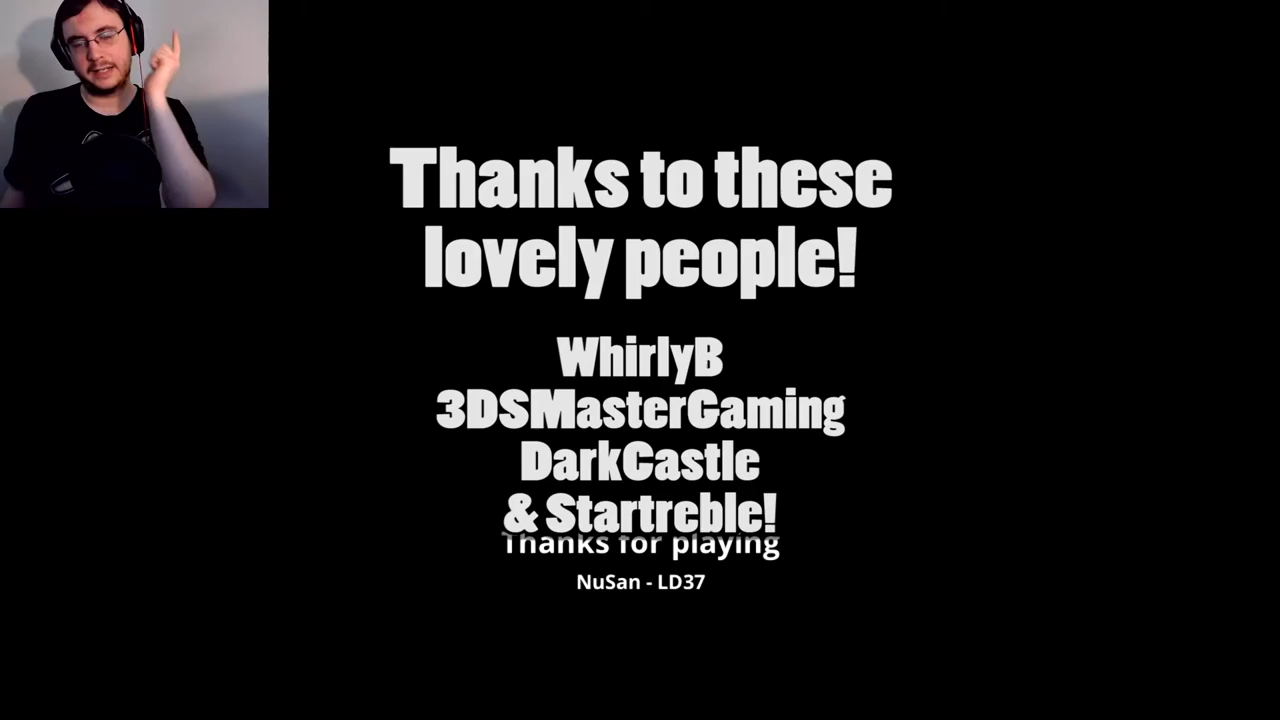 Thanks to these
lovely people!
WhirlyB
3DSMasterGaming
DarkCastle
& Startreble!
Thanks for playing
NuSan - LD37